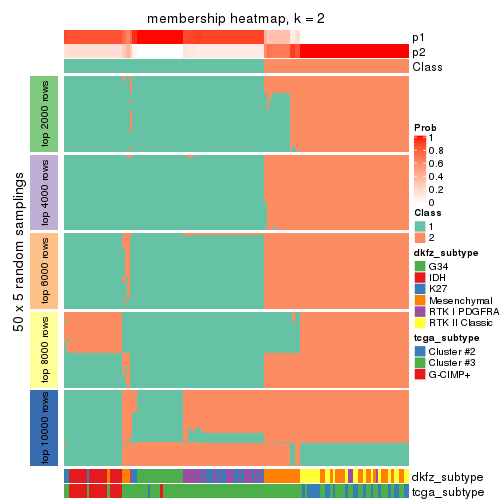 membership heatmap, k = 2
p1
p2
Class
50 x 5 random samplings
top 2000 rows
top 4000 rows
top 6000 rows
top 8000 rows
top 10000 rows
dkfz_subtype
tcga_subtype
Prob
1
0.8
0.6
0.4
0.2
0
Class
1
2
dkfz_subtype
G34
IDH
K27
Mesenchymal
RTK I PDGFRA
RTK II Classic
tcga_subtype
Cluster #2
Cluster #3
G-CIMP+